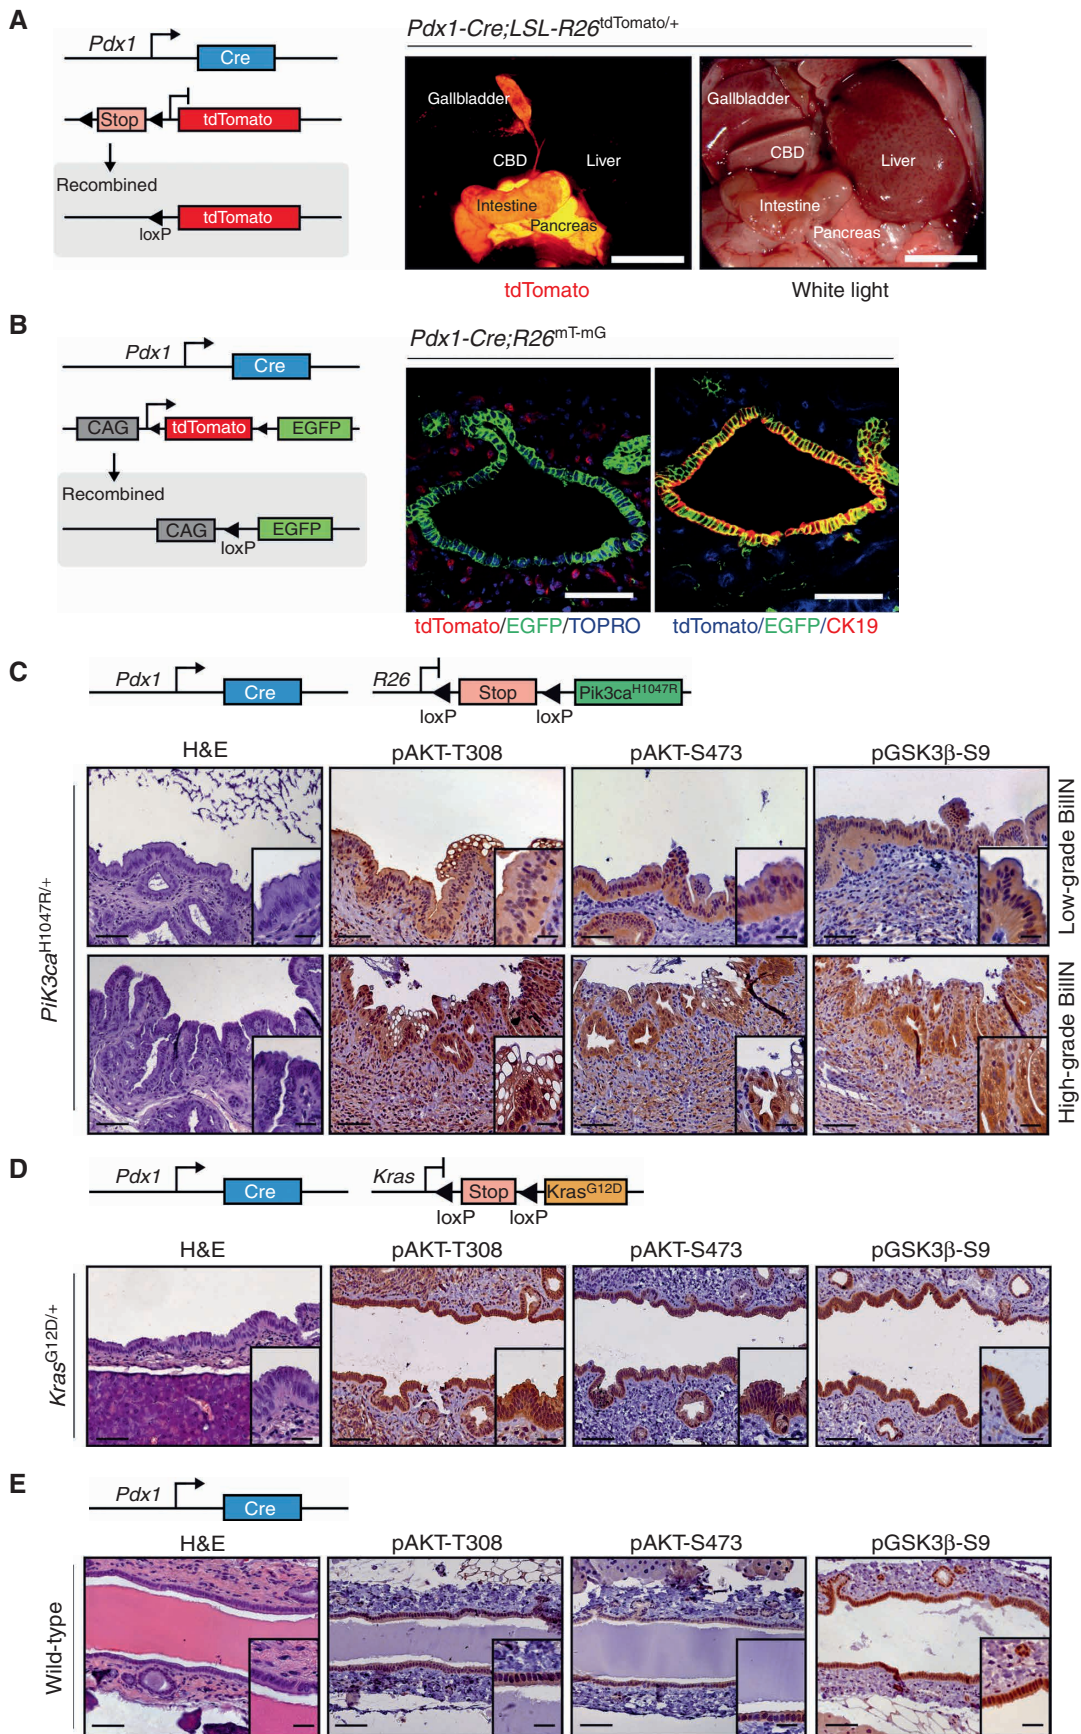 A
Pdx1
Cre
Stop
tdTomato
Recombined
tdTomato
loxP
Pdx1-Cre;LSL-R26tdTomato/+
Gallbladder
CBD
Liver
Intestine
Pancreas
tdTomato
Gallbladder
CBD
Liver
Intestine
Pancreas
White light
B
Pdx1
Cre
CAG
tdTomato
EGFP
Recombined
CAG
EGFP
loxP
Pdx1-Cre;R26mT-mG
tdTomato/EGFP/TOPRO
tdTomato/EGFP/CK19
C
Pdx1
Cre
R26
Stop
Pik3caH1047R
loxP
loxP
H&E
pAKT-T308
pAKT-S473
pGSK3β-S9
PiK3caH1047R/+
Low-grade BilIN
High-grade BilIN
D
Pdx1
Cre
Kras
Stop
KrasG12D
loxP
loxP
H&E
pAKT-T308
pAKT-S473
pGSK3β-S9
KrasG12D/+
E
Pdx1
Cre
H&E
pAKT-T308
pAKT-S473
pGSK3β-S9
Wild-type